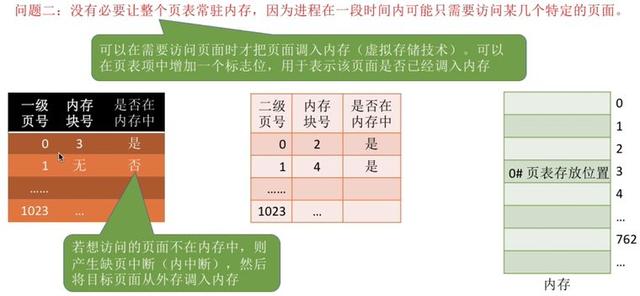 问题二：没有必要让整个页表常驻内存，因为进程在一段时间内可能只需要访问某几个特定的页面。
可以在需要访问页面时才把页面调入内存（虚拟存储技术）。可以
在页表项中增加一个标志位，用于表示该页面是否已经调入内存
一级页号 内存块号 是否在内存中
0 3 是
1 无 否
……
1023 …
二级页号 内存块号 是否在内存中
0 2 是
1 4 是
……
1023 …
0
1
2
0# 页表存放位置 3
4
…
762
…
内存
若想访问的页面不在内存中，则
产生缺页中断（内中断），然后
将目标页面从外存调入内存